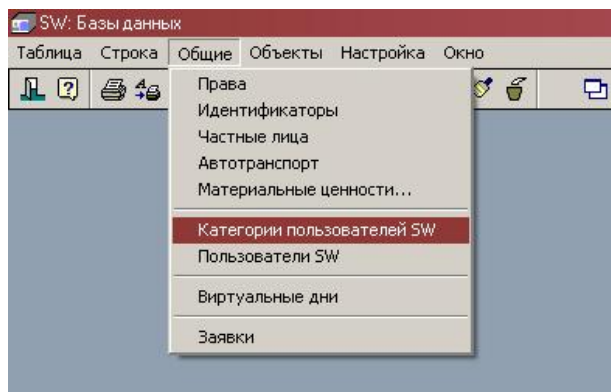 SW: Базы данных
Таблица Строка Общие Объекты Настройка Окно
Права
Идентификаторы
Частные лица
Автотранспорт
Материальные ценности...
Категории пользователей SW
Пользователи SW
Виртуальные дни
Заявки